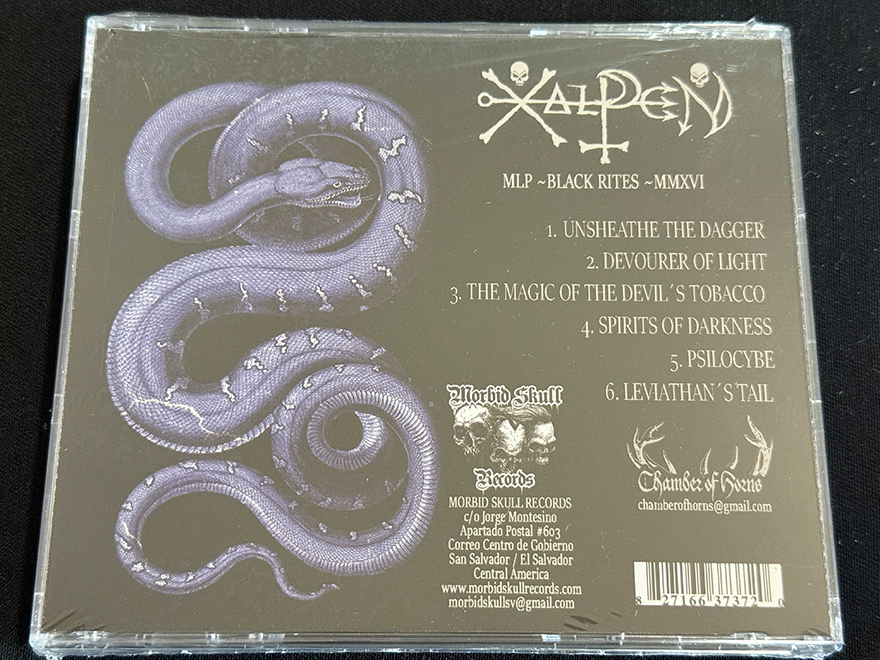 XALPEN
MLP ~BLACK RITES ~MMXVI
1. UNSHEATHE THE DAGGER
2. DEVOURER OF LIGHT
3. THE MAGIC OF THE DEVIL´S TOBACCO
4. SPIRITS OF DARKNESS
5. PSILOCYBE
6. LEVIATHAN´S TAIL
Morbid Skull
Records
MORBID SKULL RECORDS
c/o Jorge Montesino
Apartado Postal #603
Correo Centro de Gobierno
San Salvador / El Salvador
Central America
www.morbidskullrecords.com
morbidskullsv@gmail.com
Chamber of Horns
chamberofhorns@gmail.com
8 27166 37372 0